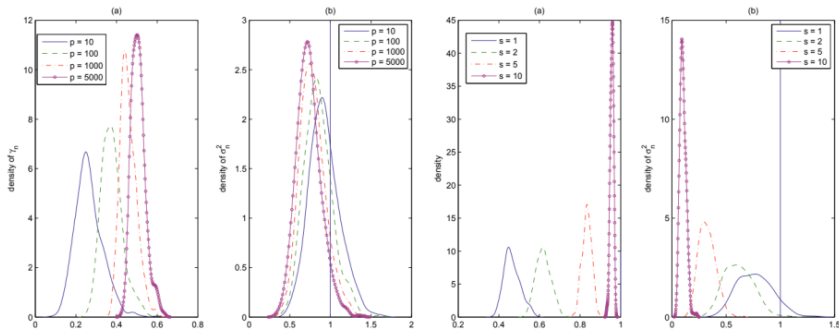 (a)
density of γn
12
10
8
6
4
2
0
0 0.2 0.4 0.6 0.8
p = 10
p = 100
p = 1000
p = 5000
(b)
density of σ²n
3
2.5
2
1.5
1
0.5
0
0 0.5 1 1.5 2
p = 10
p = 100
p = 1000
p = 5000
(a)
density
45
40
35
30
25
20
15
10
5
0
0.2 0.4 0.6 0.8 1
s = 1
s = 2
s = 5
s = 10
(b)
density of σ²n
15
10
5
0
0 0.5 1 1.5
s = 1
s = 2
s = 5
s = 10